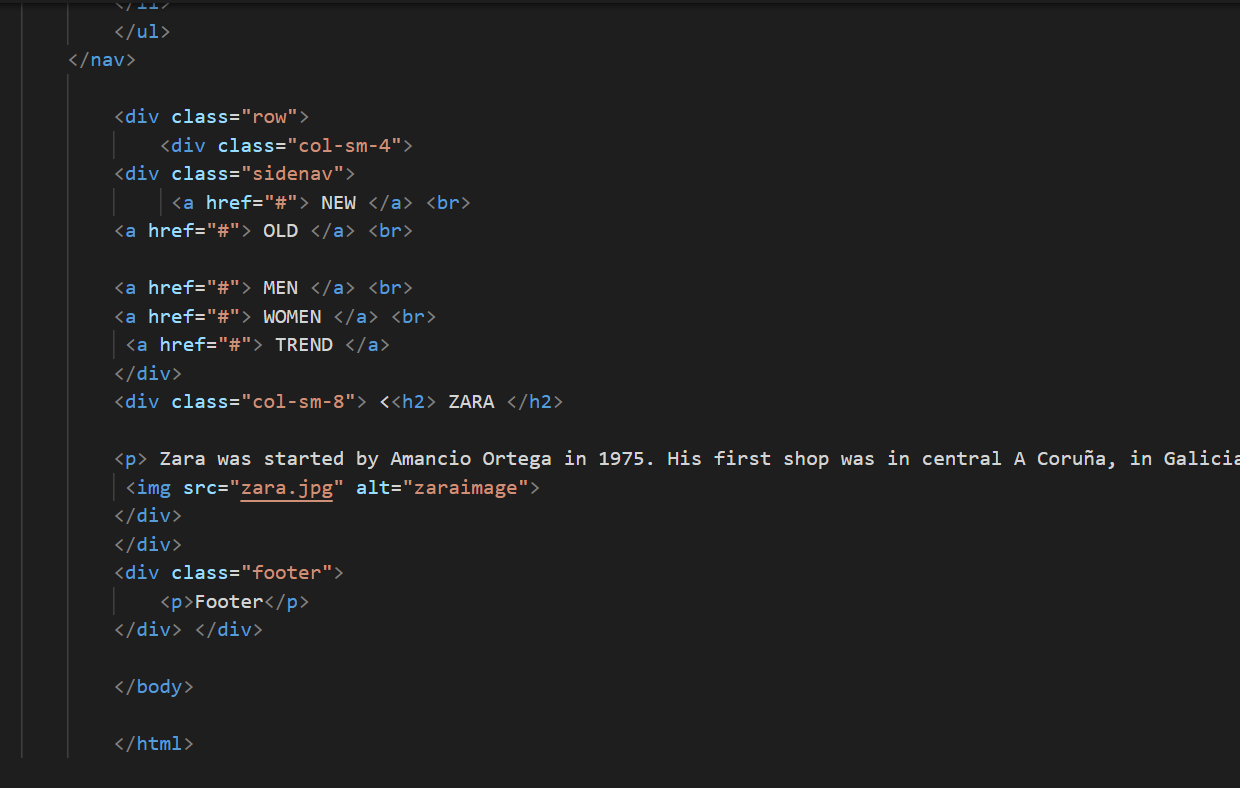 </li>
</ul>
</nav>
<div class="row">
<div class="col-sm-4">
<div class="sidenav">
<a href="#"> NEW </a> <br>
<a href="#"> OLD </a> <br>
<a href="#"> MEN </a> <br>
<a href="#"> WOMEN </a> <br>
<a href="#"> TREND </a>
</div>
<div class="col-sm-8"> <<h2> ZARA </h2>
<p> Zara was started by Amancio Ortega in 1975. His first shop was in central A Coruña, in Galicia
<img src="zara.jpg" alt="zaraimage">
</div>
</div>
<div class="footer">
<p>Footer</p>
</div> </div>
</body>
</html>